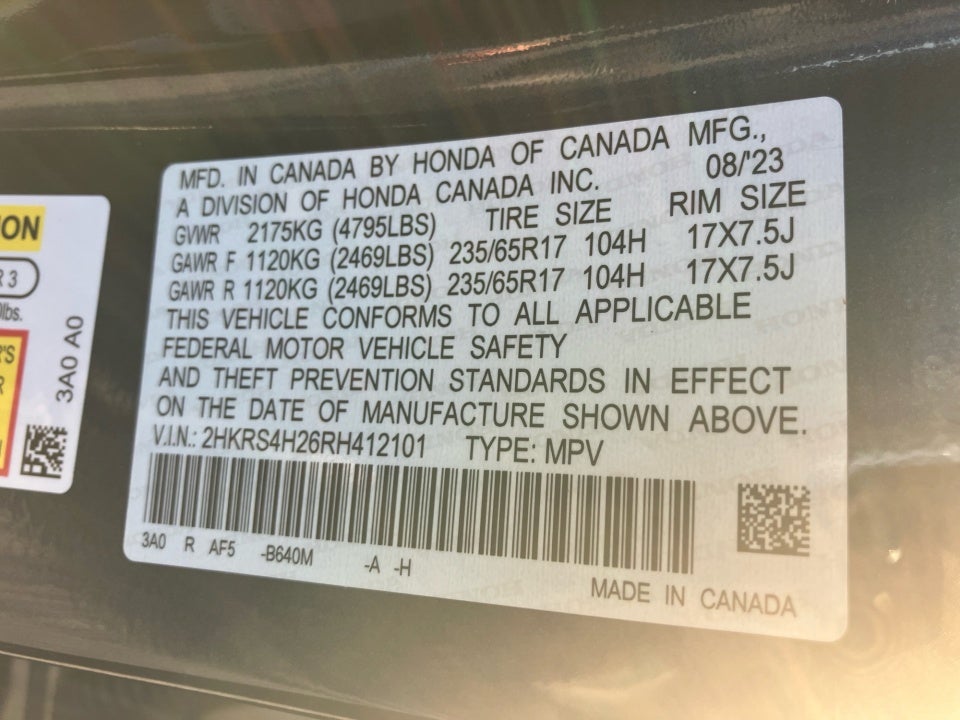 ON
R 3
0lbs.
'S
R
R
4
3A0 A0
MFD. IN CANADA BY HONDA OF CANADA MFG.,
A DIVISION OF HONDA CANADA INC. 08/'23
GVWR 2175KG (4795LBS) TIRE SIZE RIM SIZE
GAWR F 1120KG (2469LBS) 235/65R17 104H 17X7.5J
GAWR R 1120KG (2469LBS) 235/65R17 104H 17X7.5J
THIS VEHICLE CONFORMS TO ALL APPLICABLE
FEDERAL MOTOR VEHICLE SAFETY
AND THEFT PREVENTION STANDARDS IN EFFECT
ON THE DATE OF MANUFACTURE SHOWN ABOVE.
V.I.N.: 2HKRS4H26RH412101 TYPE: MPV
3A0 R AF5 -B640M -A -H
MADE IN CANADA